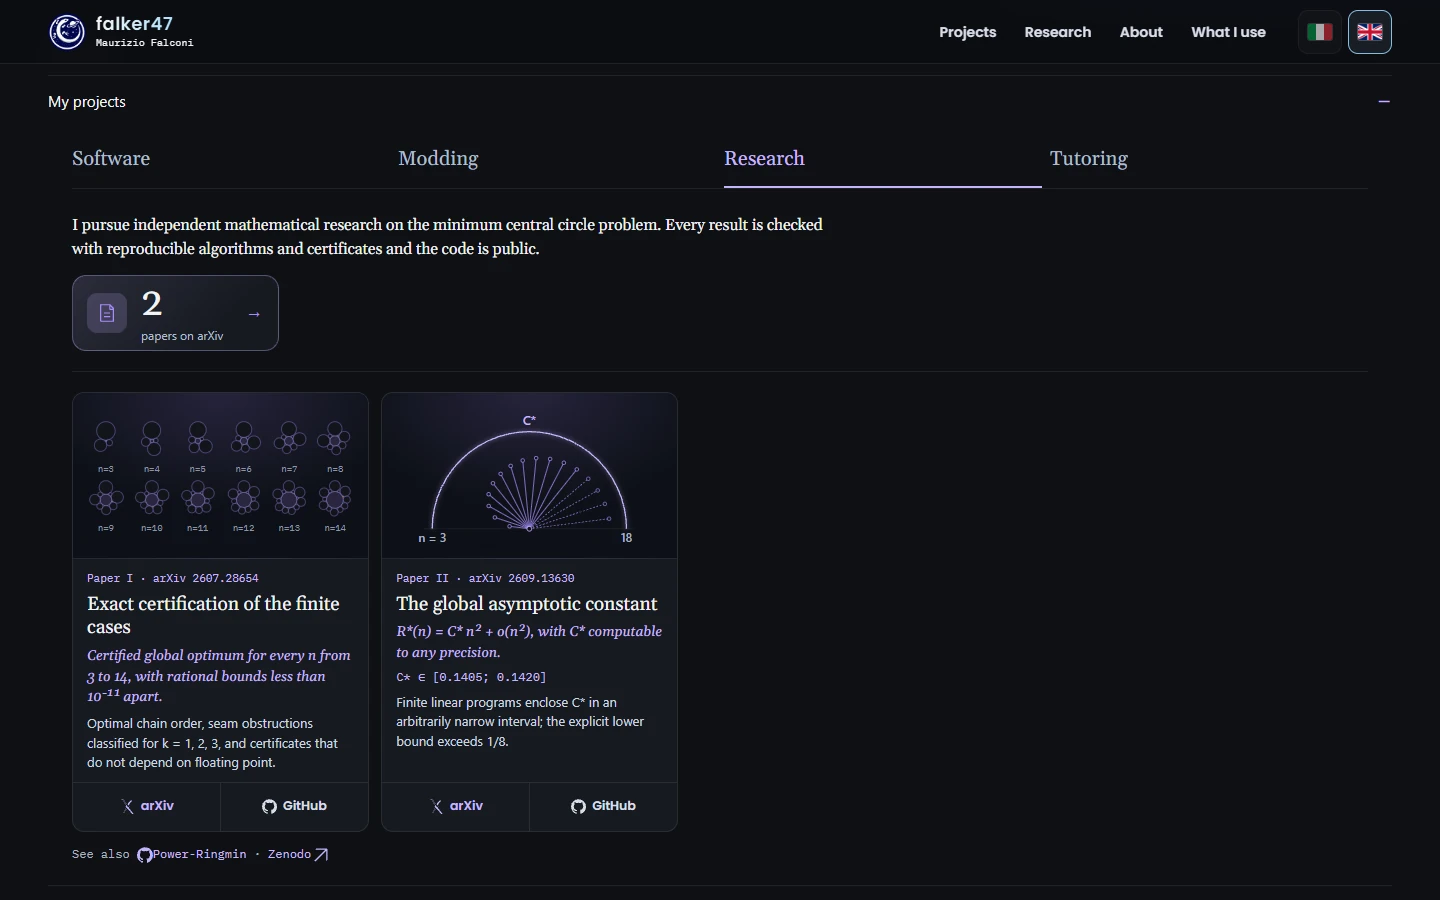 falker47
Maurizio Falconi
Projects
Research
About
What I use
My projects
Software
Modding
Research
Tutoring
I pursue independent mathematical research on the minimum central circle problem. Every result is checked
with reproducible algorithms and certificates and the code is public.
2
papers on arXiv
→
n=3 n=4 n=5 n=6 n=7 n=8
n=9 n=10 n=11 n=12 n=13 n=14
Paper I · arXiv 2607.28654
Exact certification of the finite
cases
Certified global optimum for every n from
3 to 14, with rational bounds less than
10⁻¹¹ apart.
Optimal chain order, seam obstructions
classified for k = 1, 2, 3, and certificates that
do not depend on floating point.
arXiv
GitHub
C*
n = 3
18
Paper II · arXiv 2609.13630
The global asymptotic constant
R*(n) = C* n² + o(n²), with C* computable
to any precision.
C* ∈ [0.1405; 0.1420]
Finite linear programs enclose C* in an
arbitrarily narrow interval; the explicit lower
bound exceeds 1/8.
arXiv
GitHub
See also Power-Ringmin · Zenodo